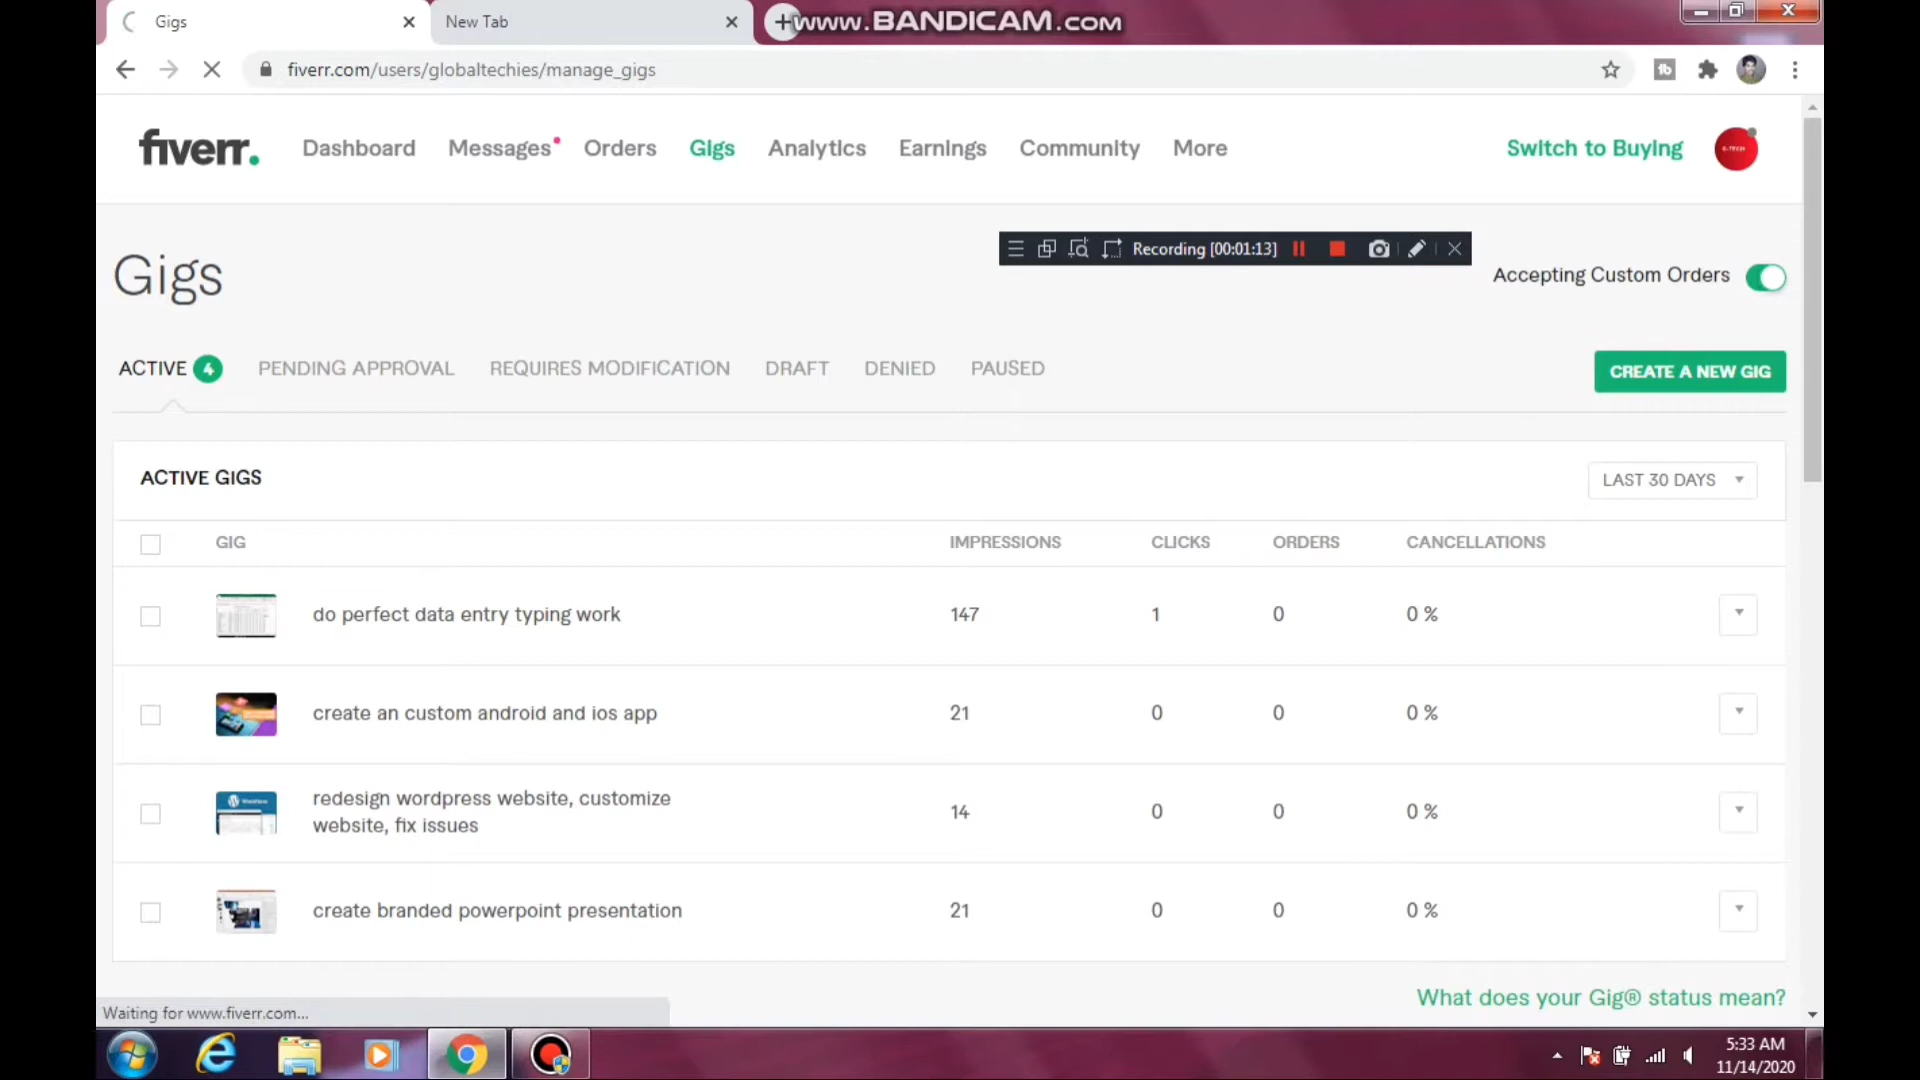 Gigs
New Tab
www.BANDICAM.com
fiverr.com/users/globaltechies/manage_gigs
fiverr.
Dashboard
Messages
Orders
Gigs
Analytics
Earnings
Community
More
Switch to Buying
G-TECH
Gigs
Recording [00:01:13]
Accepting Custom Orders
ACTIVE 4
PENDING APPROVAL
REQUIRES MODIFICATION
DRAFT
DENIED
PAUSED
CREATE A NEW GIG
ACTIVE GIGS
LAST 30 DAYS
GIG IMPRESSIONS CLICKS ORDERS CANCELLATIONS
do perfect data entry typing work 147 1 0 0 %
create an custom android and ios app 21 0 0 0 %
redesign wordpress website, customize
website, fix issues 14 0 0 0 %
create branded powerpoint presentation 21 0 0 0 %
What does your Gig® status mean?
Waiting for www.fiverr.com...
5:33 AM
11/14/2020